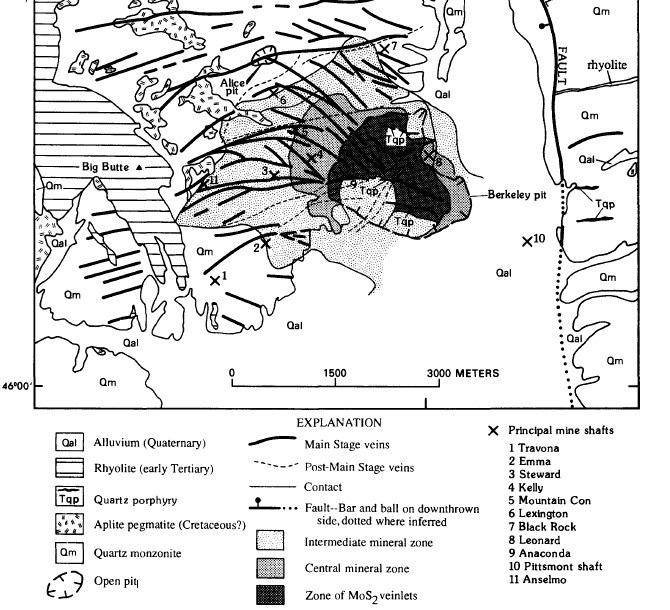 Qm
Qm
7
FAULT
rhyolite
Alice
pit
6
Qal
?
Qm
5
Tqp
4
8
Qal
Big Butte
3
11
9
Tqp
Berkeley pit
Qm
Tqp
Tqp
Qal
2
10
Qm
1
Qal
Qm
Qm
Qal
Qal
Qal
Qm
Qm
46°00'
0 1500 3000 METERS
EXPLANATION
Qal Alluvium (Quaternary)
Rhyolite (early Tertiary)
Tqp Quartz porphyry
Aplite pegmatite (Cretaceous?)
Qm Quartz monzonite
Open pit
Main Stage veins
Post-Main Stage veins
Contact
Fault--Bar and ball on downthrown
side, dotted where inferred
Intermediate mineral zone
Central mineral zone
Zone of MoS2 veinlets
Principal mine shafts
1 Travona
2 Emma
3 Steward
4 Kelly
5 Mountain Con
6 Lexington
7 Black Rock
8 Leonard
9 Anaconda
10 Pittsmont shaft
11 Anselmo